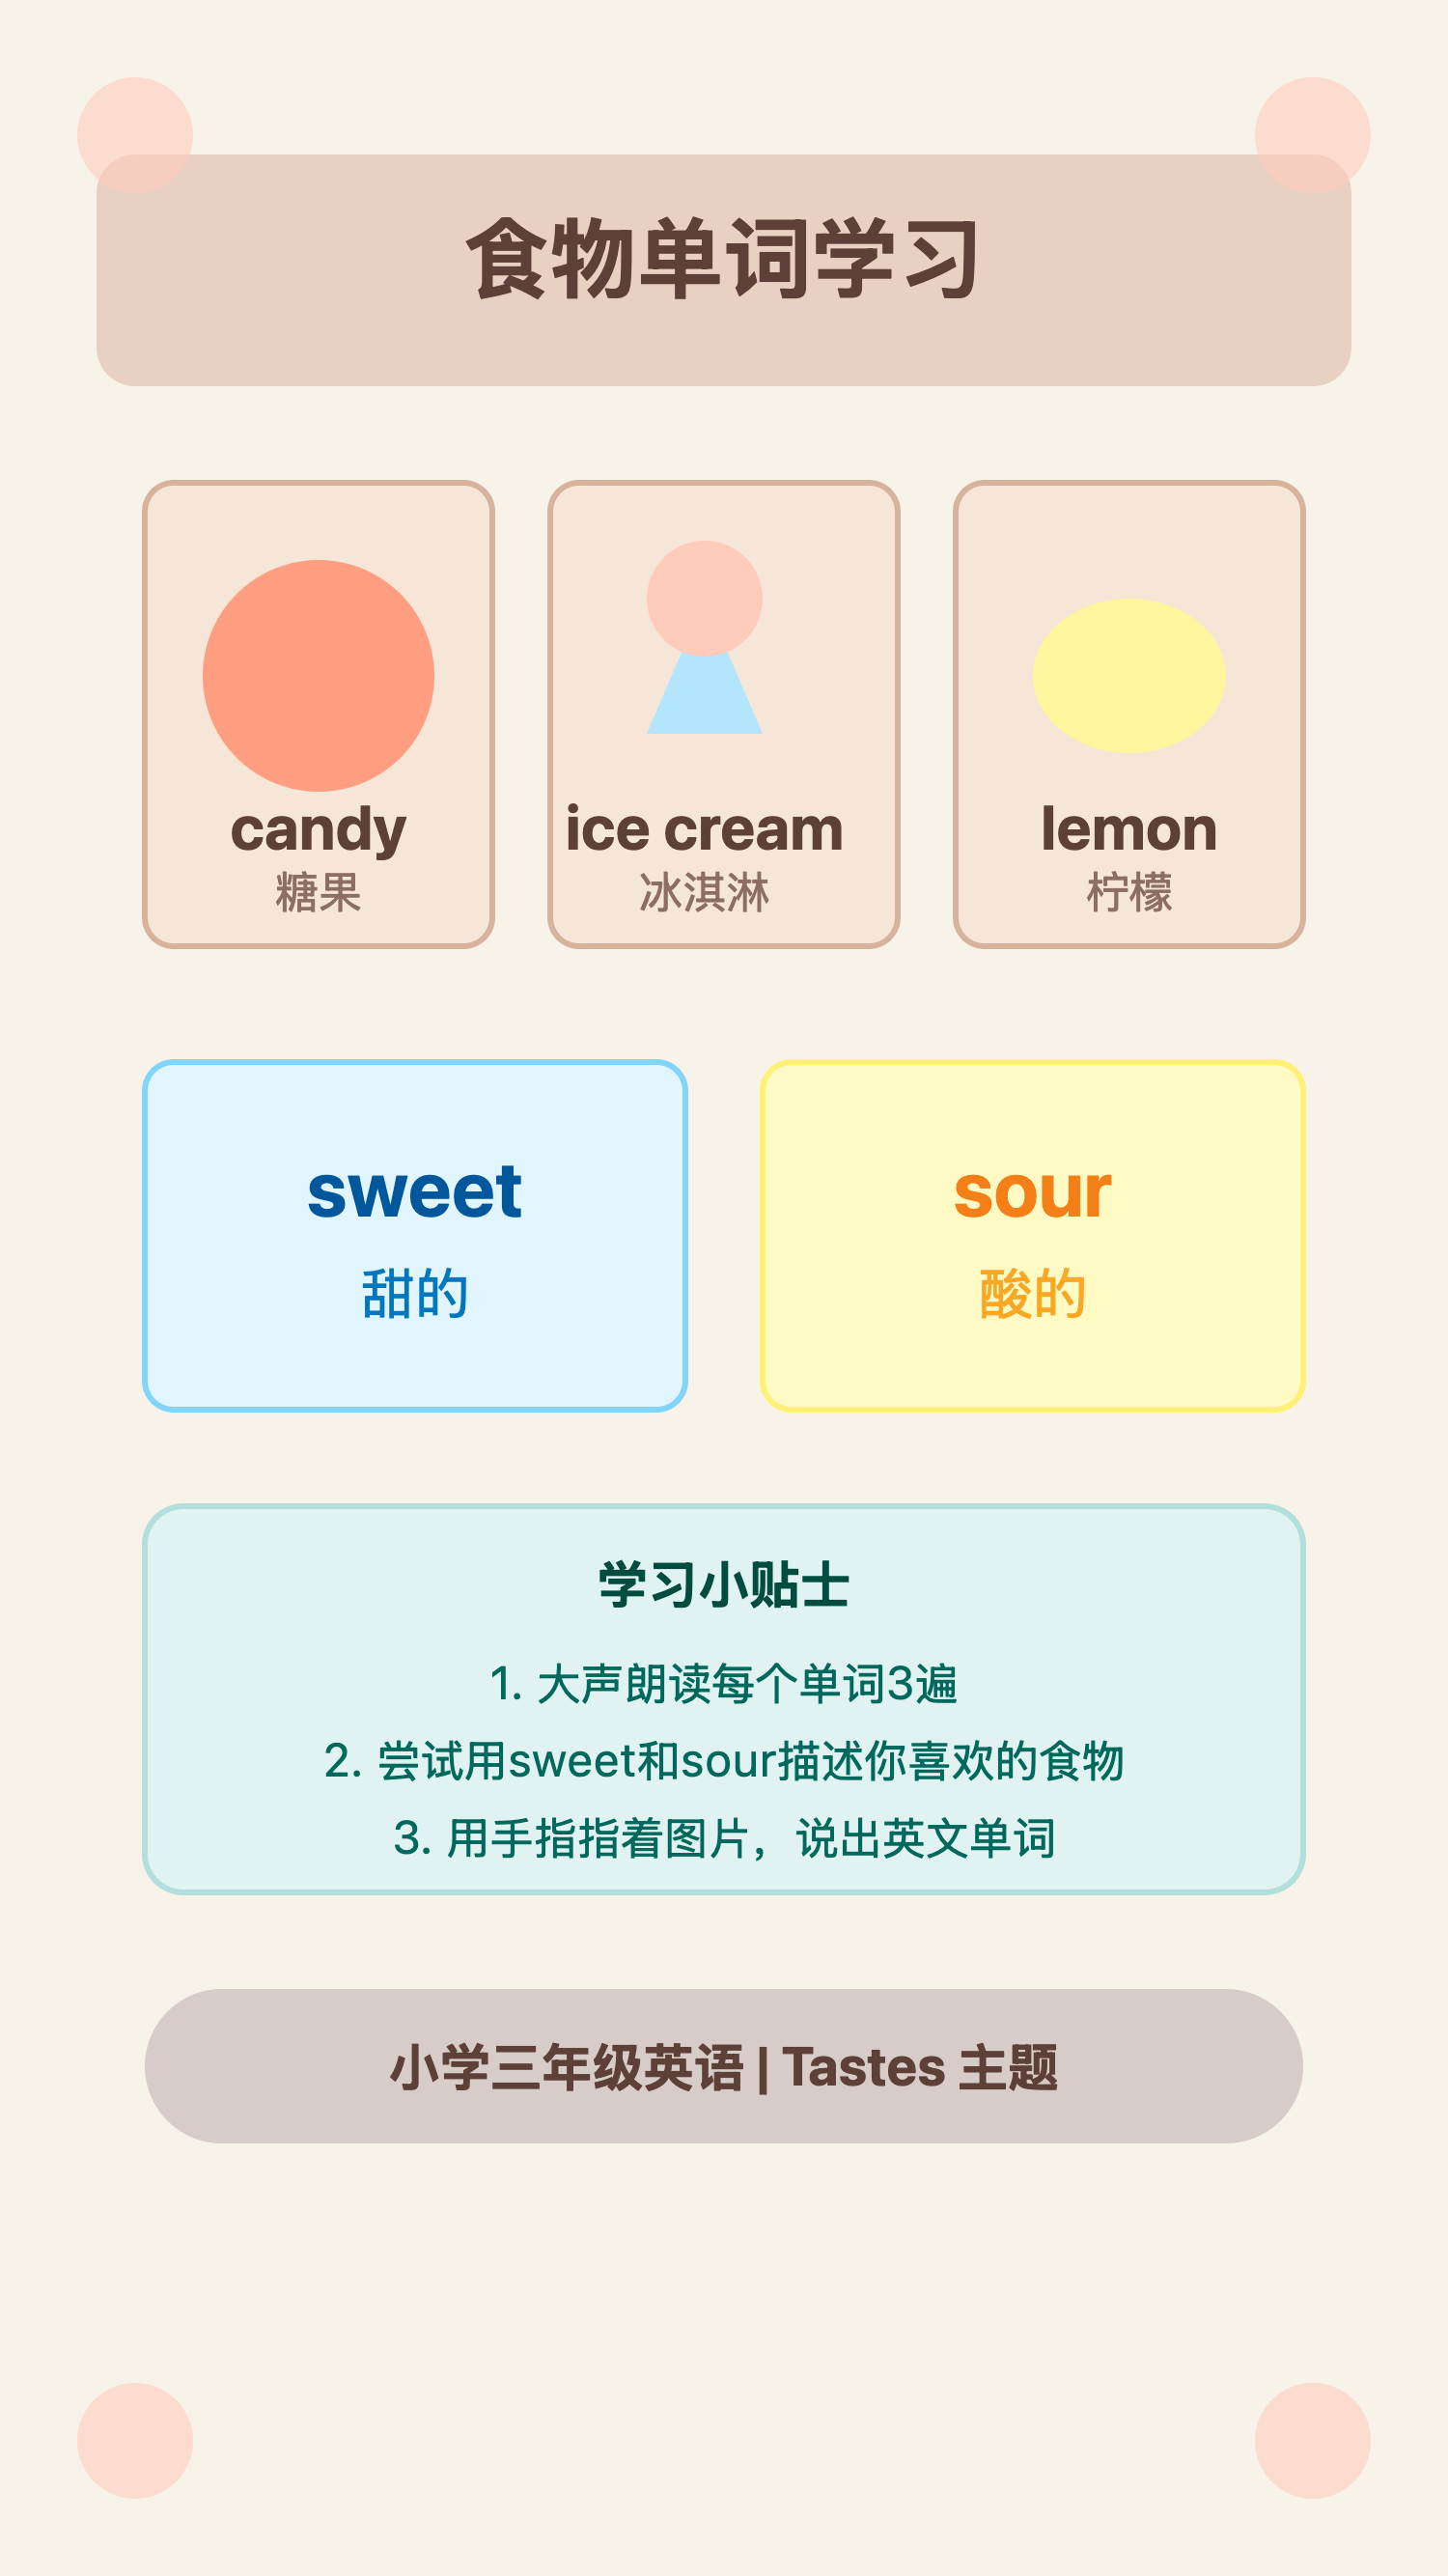 食物单词学习
candy
糖果
ice cream
冰淇淋
lemon
柠檬
sweet
甜的
sour
酸的
学习小贴士
1. 大声朗读每个单词3遍
2. 尝试用sweet和sour描述你喜欢的食物
3. 用手指指着图片，说出英文单词
小学三年级英语 | Tastes 主题